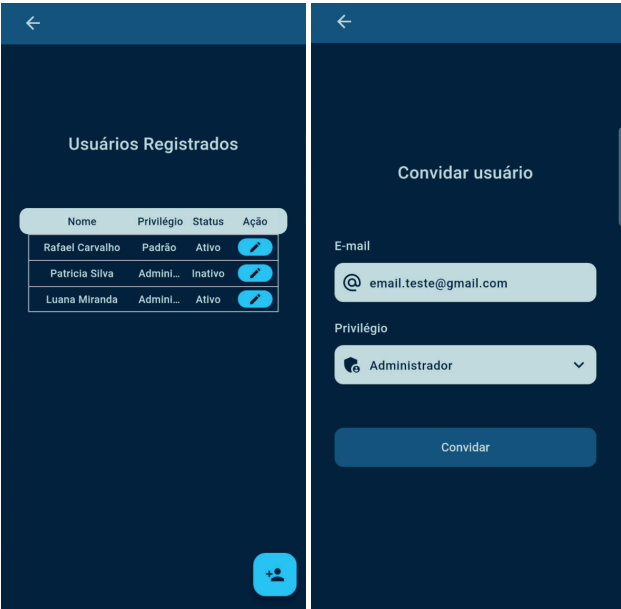 Usuários Registrados
Nome Privilégio Status Ação
Rafael Carvalho Padrão Ativo
Patricia Silva Admini... Inativo
Luana Miranda Admini... Ativo
Convidar usuário
E-mail
email.teste@gmail.com
Privilégio
Administrador
Convidar